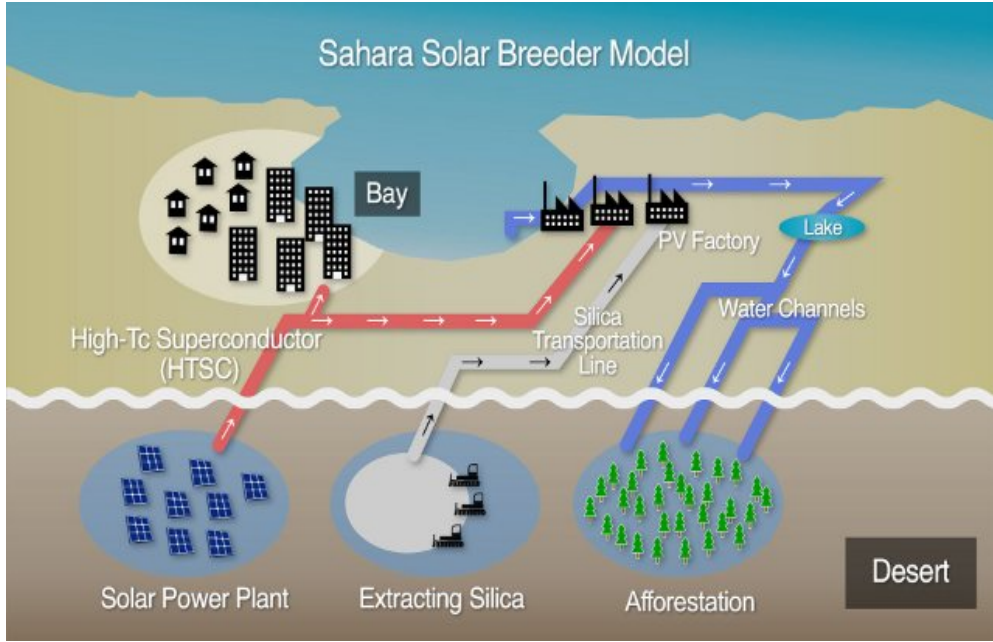 Sahara Solar Breeder Model
Bay
Lake
PV Factory
Water Channels
High-Tc Superconductor
(HTSC)
Silica
Transportation
Line
Solar Power Plant
Extracting Silica
Afforestation
Desert